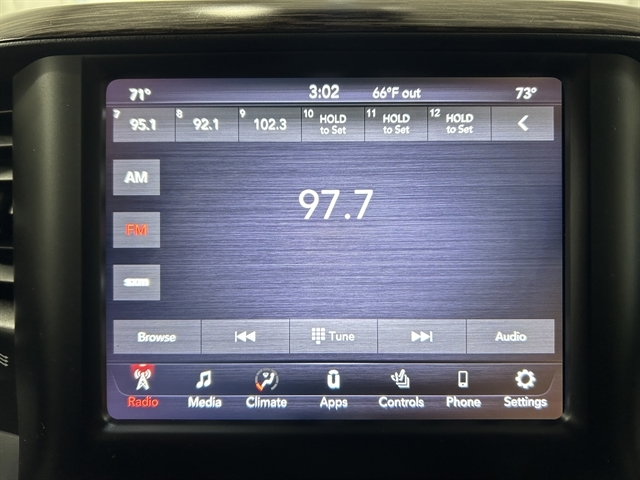 71° 3:02 66°F out 73°
7 95.1 8 92.1 9 102.3 10 HOLD to Set 11 HOLD to Set 12 HOLD to Set
AM
97.7
FM
Browse Tune Audio
Radio Media Climate Apps Controls Phone Settings